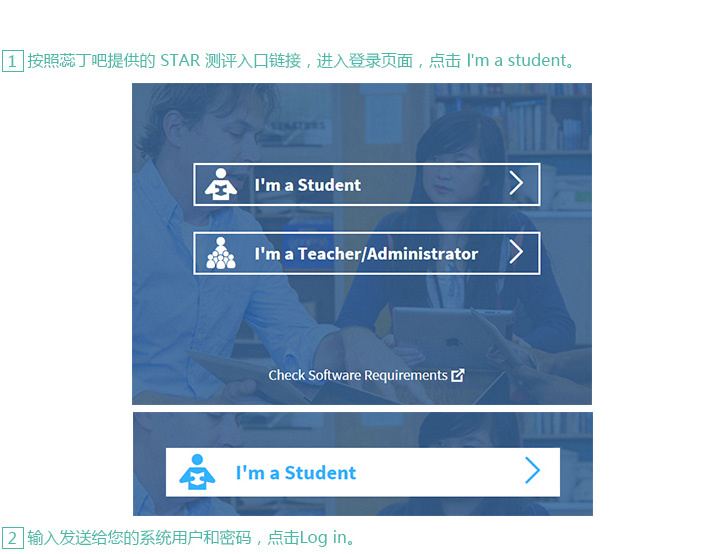 1 按照蕊丁吧提供的 STAR 测评入口链接，进入登录页面，点击 I'm a student。
I'm a Student
I'm a Teacher/Administrator
Check Software Requirements
I'm a Student
2 输入发送给您的系统用户和密码，点击Log in。